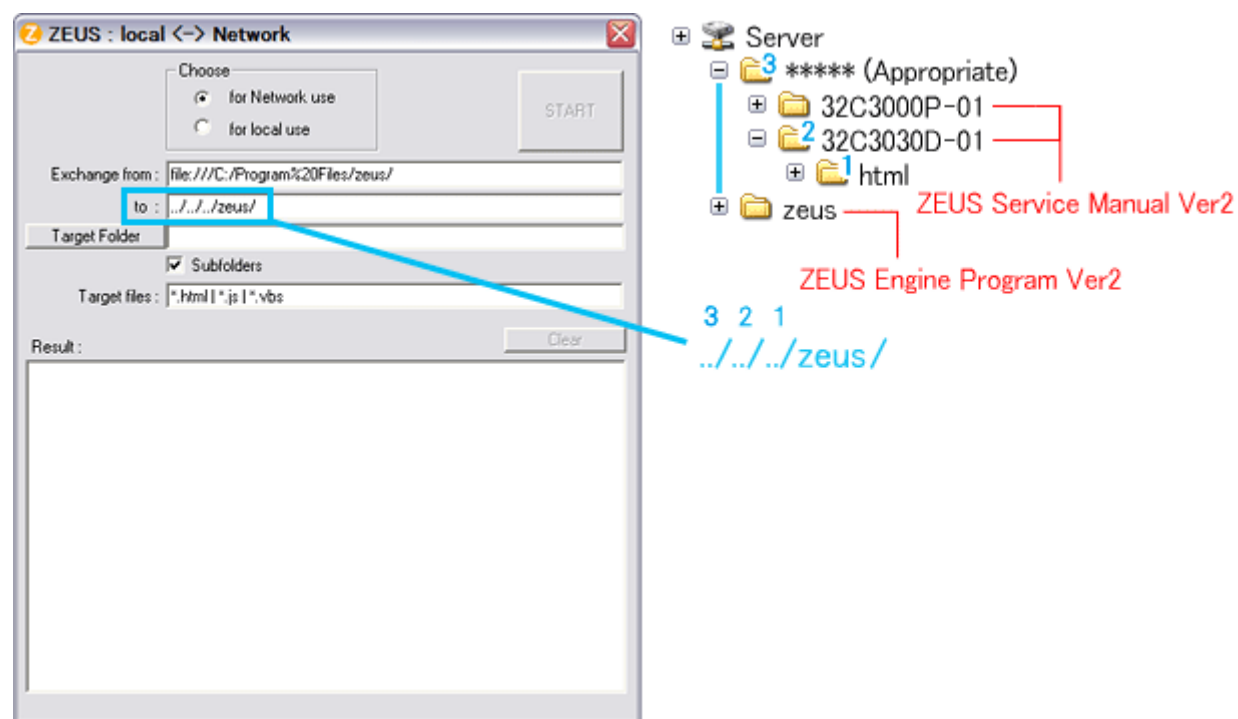 ZEUS : local <-> Network
Choose
for Network use
for local use
START
Exchange from : file:///C:/Program%20Files/zeus/
to : ../../../zeus/
Target Folder
Subfolders
Target files : *.html | *.js | *.vbs
Result :
Clear
Server
3 ***** (Appropriate)
32C3000P-01
2 32C3030D-01
1 html
zeus
ZEUS Service Manual Ver2
ZEUS Engine Program Ver2
3 2 1
../../../zeus/